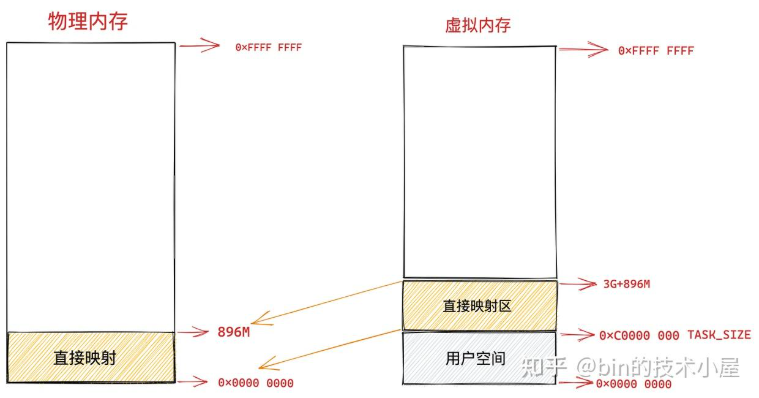 物理内存
虚拟内存
0×FFFF FFFF
0×FFFF FFFF
3G+896M
直接映射区
896M
0×C0000 000 TASK_SIZE
直接映射
用户空间
知乎 @bin的技术小屋
0×0000 0000
0×0000 0000